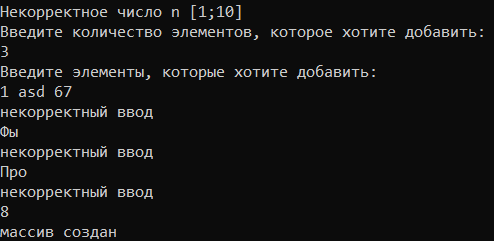 Некорректное число n [1;10]
Введите количество элементов, которое хотите добавить:
3
Введите элементы, которые хотите добавить:
1 asd 67
некорректный ввод
Фы
некорректный ввод
Про
некорректный ввод
8
массив создан